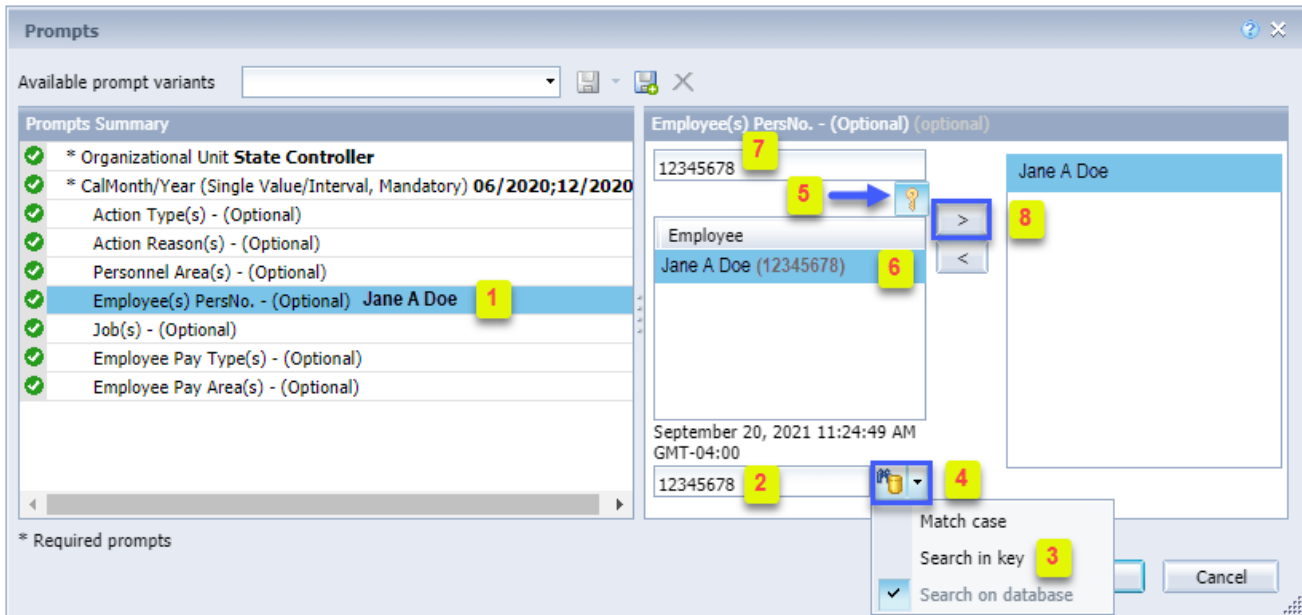 Prompts
Available prompt variants
Prompts Summary
* Organizational Unit State Controller
* CalMonth/Year (Single Value/Interval, Mandatory) 06/2020;12/2020
Action Type(s) - (Optional)
Action Reason(s) - (Optional)
Personnel Area(s) - (Optional)
Employee(s) PersNo. - (Optional) Jane A Doe 1
Job(s) - (Optional)
Employee Pay Type(s) - (Optional)
Employee Pay Area(s) - (Optional)
* Required prompts
Employee(s) PersNo. - (Optional) (optional)
12345678 7
5
Employee
Jane A Doe (12345678) 6
September 20, 2021 11:24:49 AM
GMT-04:00
12345678 2
4
Match case
Search in key 3
Search on database
> 8
<
Jane A Doe
Cancel